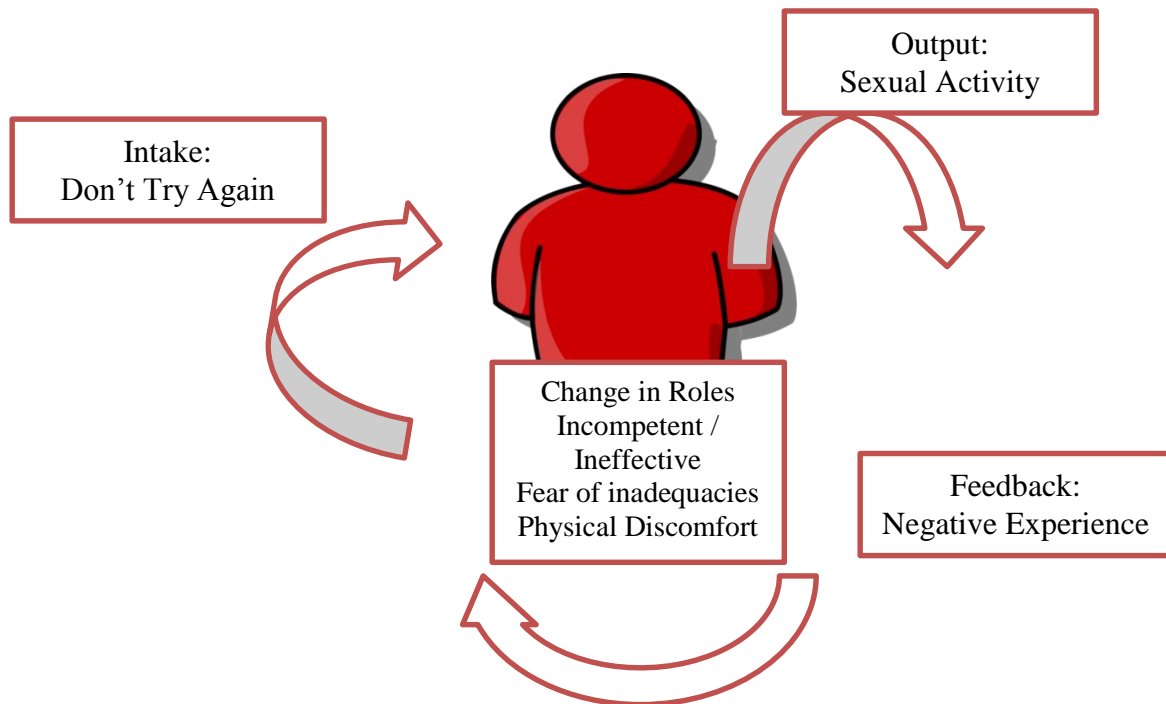 Output:
Sexual Activity
Intake:
Don’t Try Again
Change in Roles
Incompetent /
Ineffective
Fear of inadequacies
Physical Discomfort
Feedback:
Negative Experience